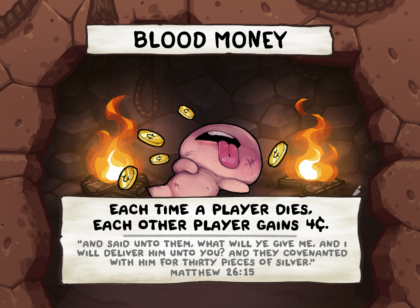 BLOOD MONEY
EACH TIME A PLAYER DIES,
EACH OTHER PLAYER GAINS 4¢.
"AND SAID UNTO THEM, WHAT WILL YE GIVE ME, AND I
WILL DELIVER HIM UNTO YOU? AND THEY COVENANTED
WITH HIM FOR THIRTY PIECES OF SILVER."
MATTHEW 26:15